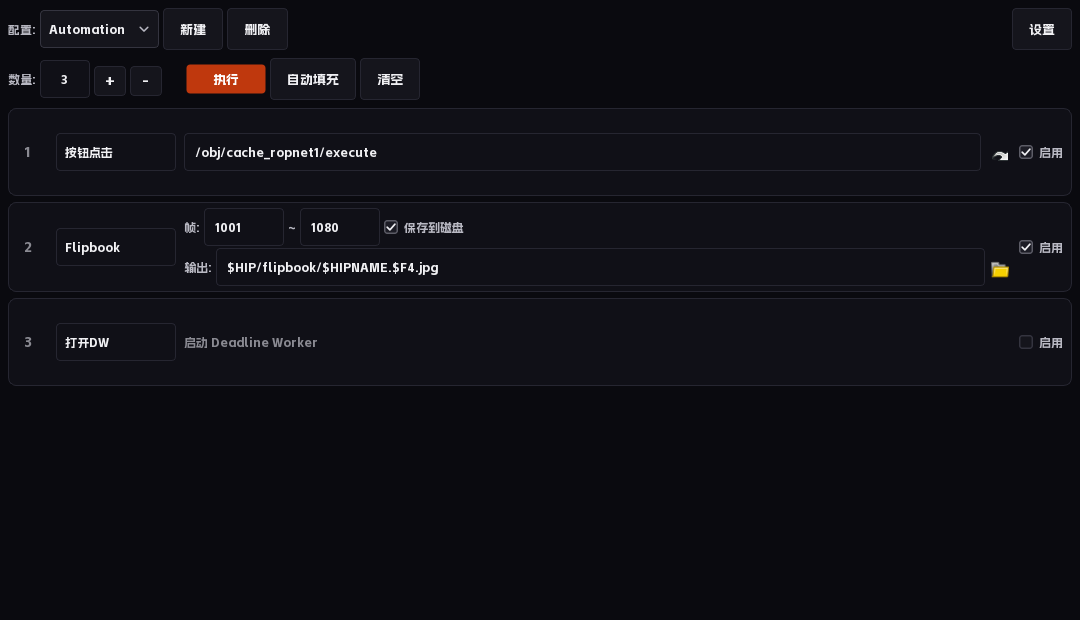 配置: Automation 新建 删除 设置
数量: 3 + - 执行 自动填充 清空
1 按钮点击 /obj/cache_ropnet1/execute 启用
帧: 1001 ~ 1080 保存到磁盘
2 Flipbook 启用
输出: $HIP/flipbook/$HIPNAME.$F4.jpg
3 打开DW 启动 Deadline Worker 启用